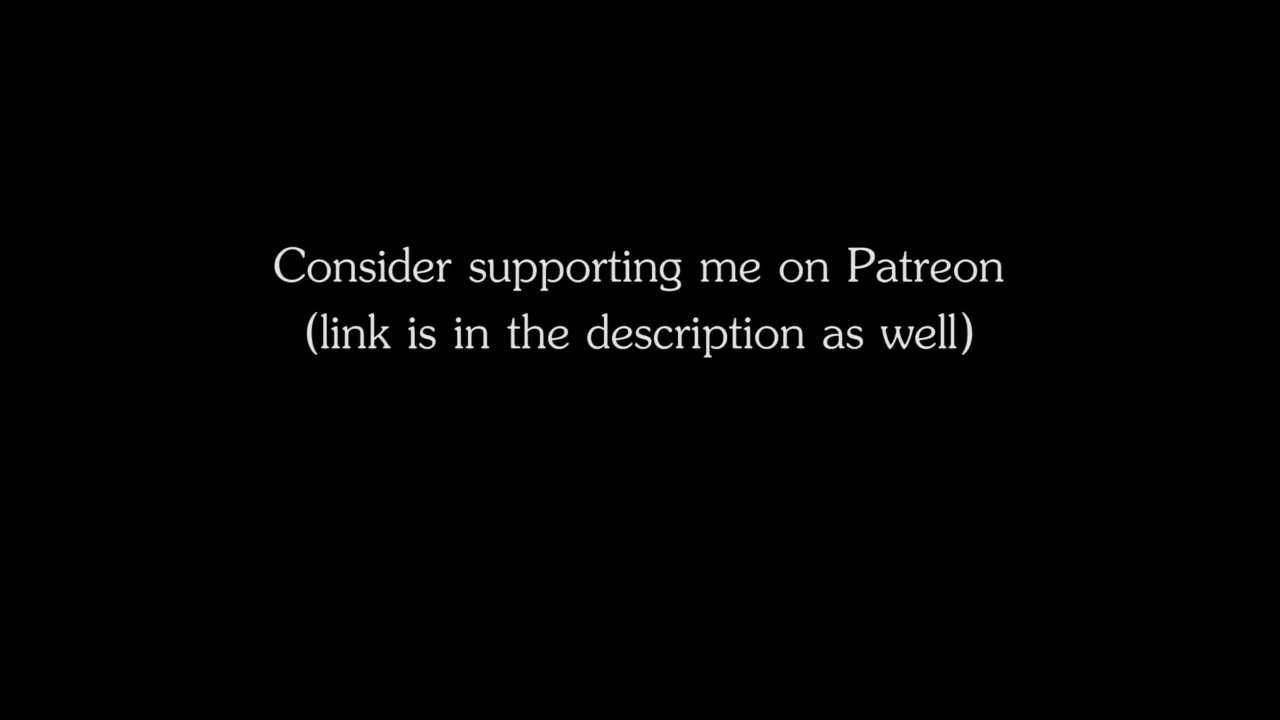 Consider supporting me on Patreon
(link is in the description as well)